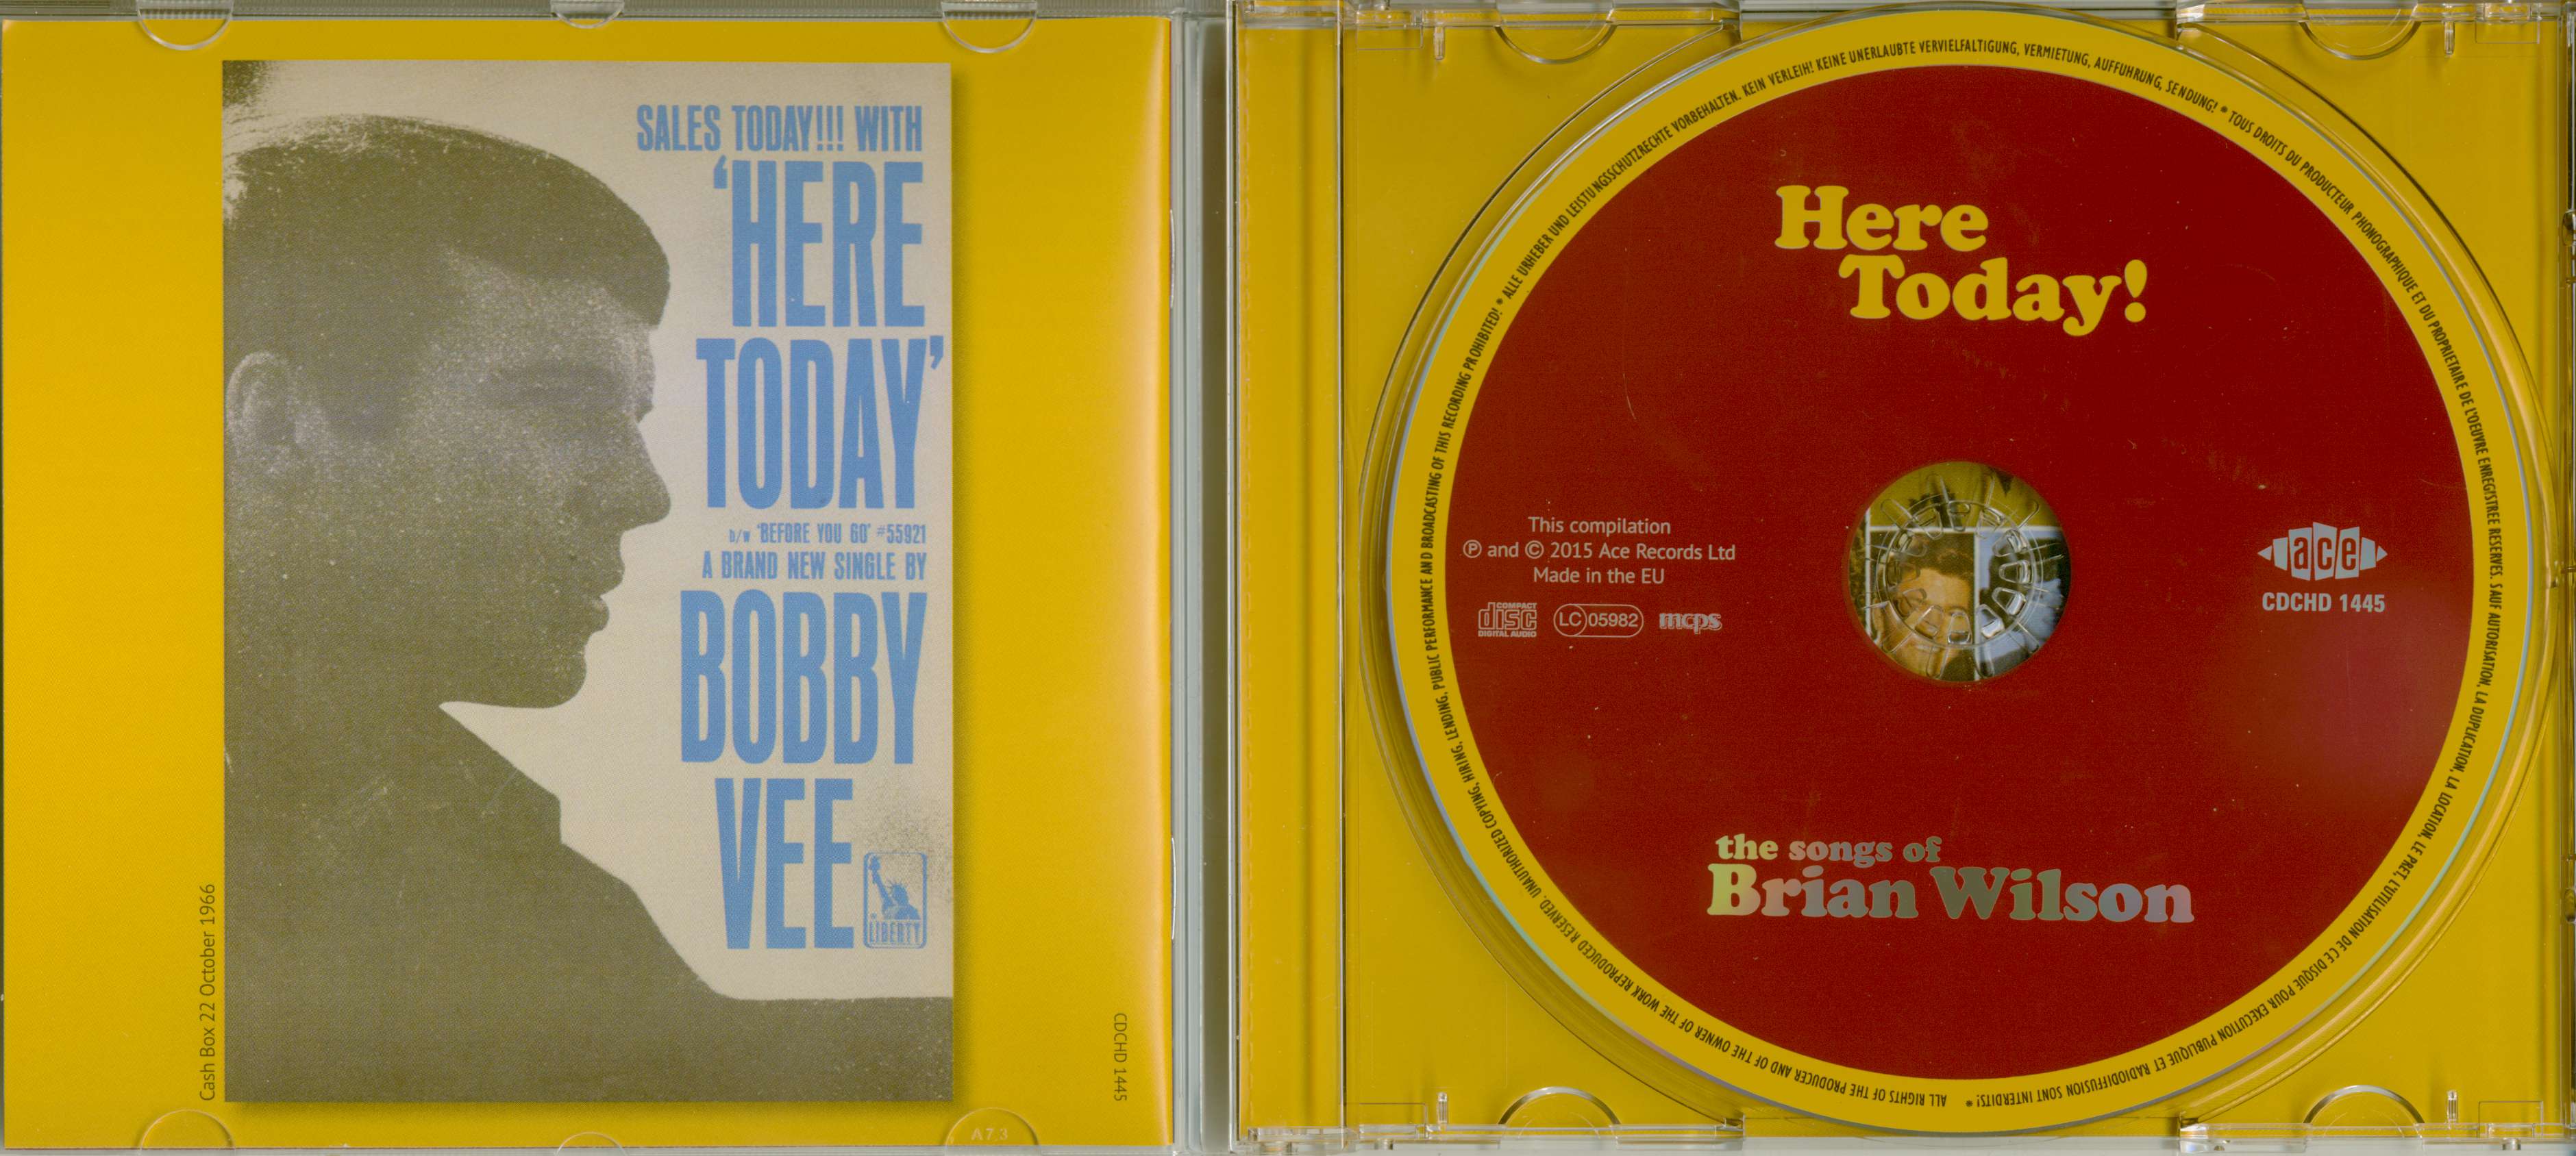 SALES TODAY!!! WITH
‘HERE
TODAY’
b/w ‘BEFORE YOU GO’ #55921
A BRAND NEW SINGLE BY
BOBBY
VEE
LIBERTY
Cash Box 22 October 1966
CDCHD 1445
A7.3
Here
Today!
This compilation
Ⓟ and © 2015 Ace Records Ltd
Made in the EU
COMPACT
disc
DIGITAL AUDIO
LC 05982
mcps
ace
CDCHD 1445
the songs of
Brian Wilson
ALL RIGHTS OF THE PRODUCER AND OF THE OWNER OF THE WORK REPRODUCED RESERVED. UNAUTHORIZED COPYING, HIRING, LENDING, PUBLIC PERFORMANCE AND BROADCASTING OF THIS RECORDING PROHIBITED! * ALLE URHEBER UND LEISTUNGSSCHUTZRECHTE VORBEHALTEN. KEIN VERLEIH! KEINE UNERLAUBTE VERVIELFALTIGUNG, VERMIETUNG, AUFFUHRUNG, SENDUNG! * TOUS DROITS DU PRODUCTEUR PHONOGRAPHIQUE ET DU PROPRIETAIRE DE L'OEUVRE ENREGISTREE RESERVES. SAUF AUTORISATION, LA DUPLICATION, LA LOCATION, LE PRET, L'UTILISATION DE CE DISQUE POUR EXECUTION PUBLIQUE ET RADIODIFFUSION SONT INTERDITS! *